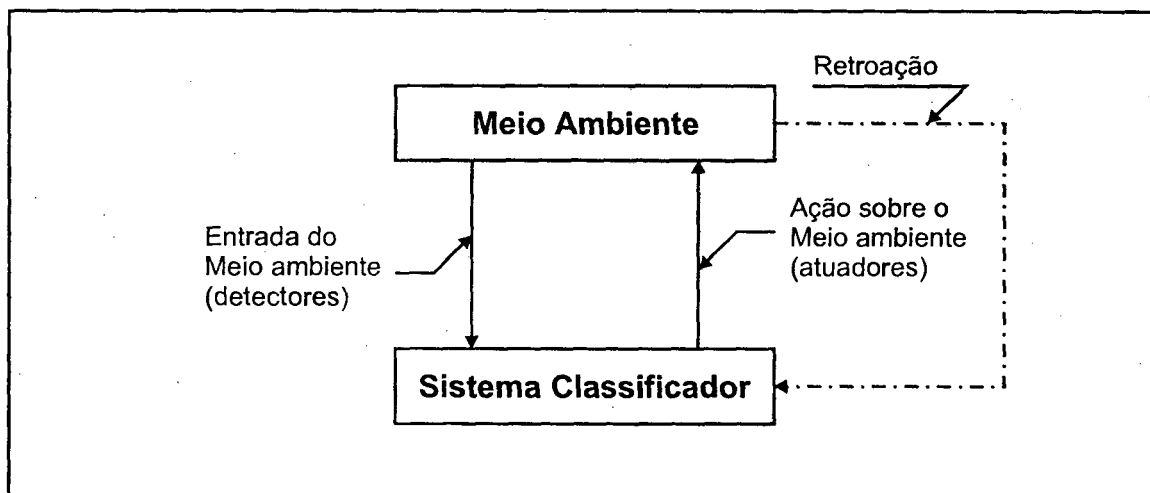 Retroação
Meio Ambiente
Entrada do
Meio ambiente
(detectores)
Ação sobre o
Meio ambiente
(atuadores)
Sistema Classificador